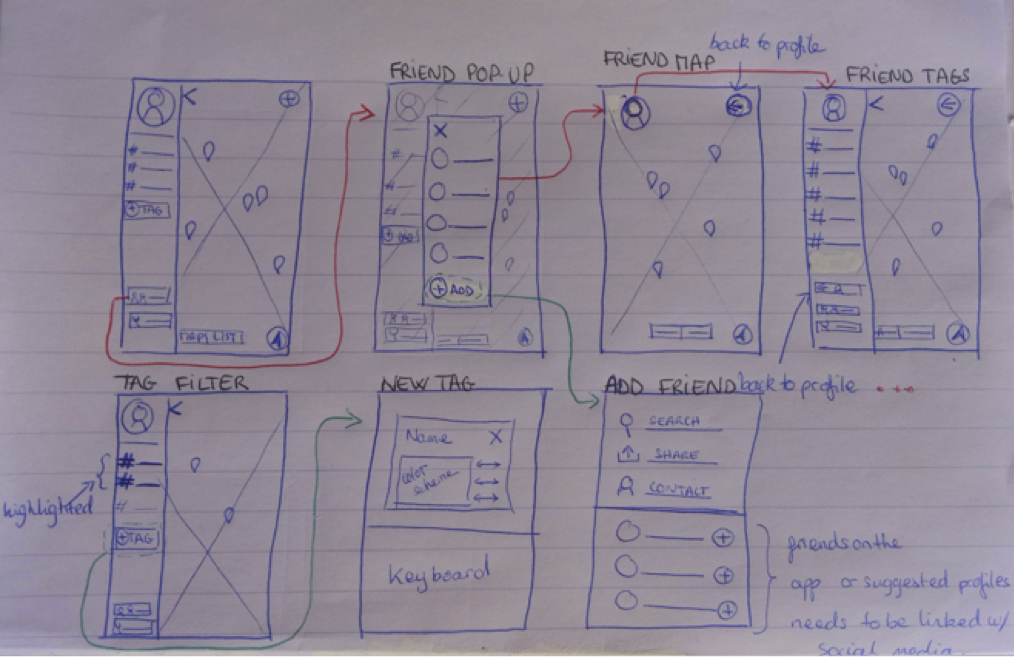 back to profile
FRIEND POP-UP
FRIEND MAP
FRIEND TAGS
#
#
#
TAG
LIST
#
#
#
ADD
#
#
#
#
#
TAG FILTER
NEW TAG
ADD FRIEND
back to profile ...
#
#
#
highlighted
TAG
Name X
color
scheme
Keyboard
SEARCH
SHARE
CONTACT
friends on the
app or suggested profiles
needs to be linked w/
social media